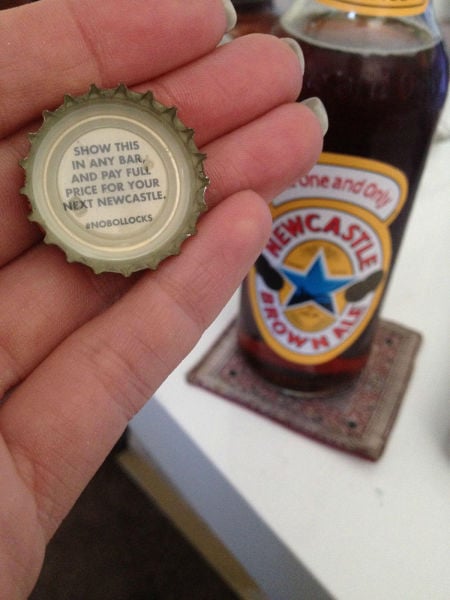 SHOW THIS
IN ANY BAR,
AND PAY FULL
PRICE FOR YOUR
NEXT NEWCASTLE.
#NOBOLLOCKS
One and Only
NEWCASTLE
BROWN ALE